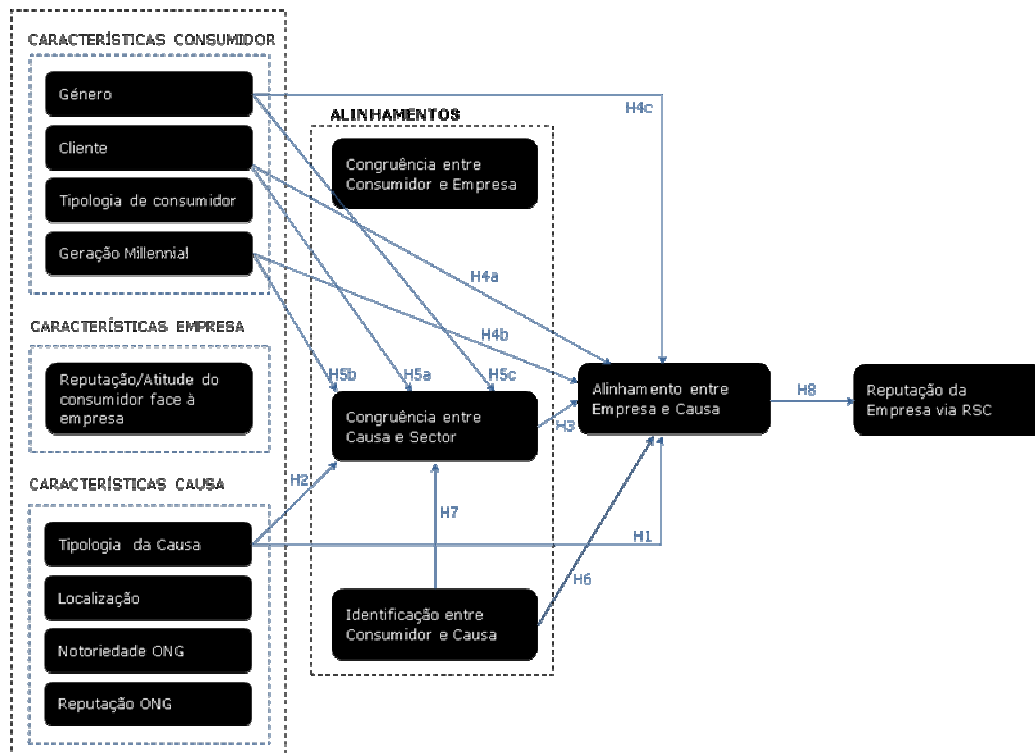 CARACTERÍSTICAS CONSUMIDOR
Género
Cliente
Tipologia de consumidor
Geração Millennial
CARACTERÍSTICAS EMPRESA
Reputação/Atitude do
consumidor face à
empresa
CARACTERÍSTICAS CAUSA
Tipologia da Causa
Localização
Notoriedade ONG
Reputação ONG
ALINHAMENTOS
Congruência entre
Consumidor e Empresa
H4c
H4a
H4b
H5b
H5a
H5c
Congruência entre
Causa e Sector
H3
H2
H7
H1
H6
Identificação entre
Consumidor e Causa
Alinhamento entre
Empresa e Causa
H8
Reputação da
Empresa via RSC